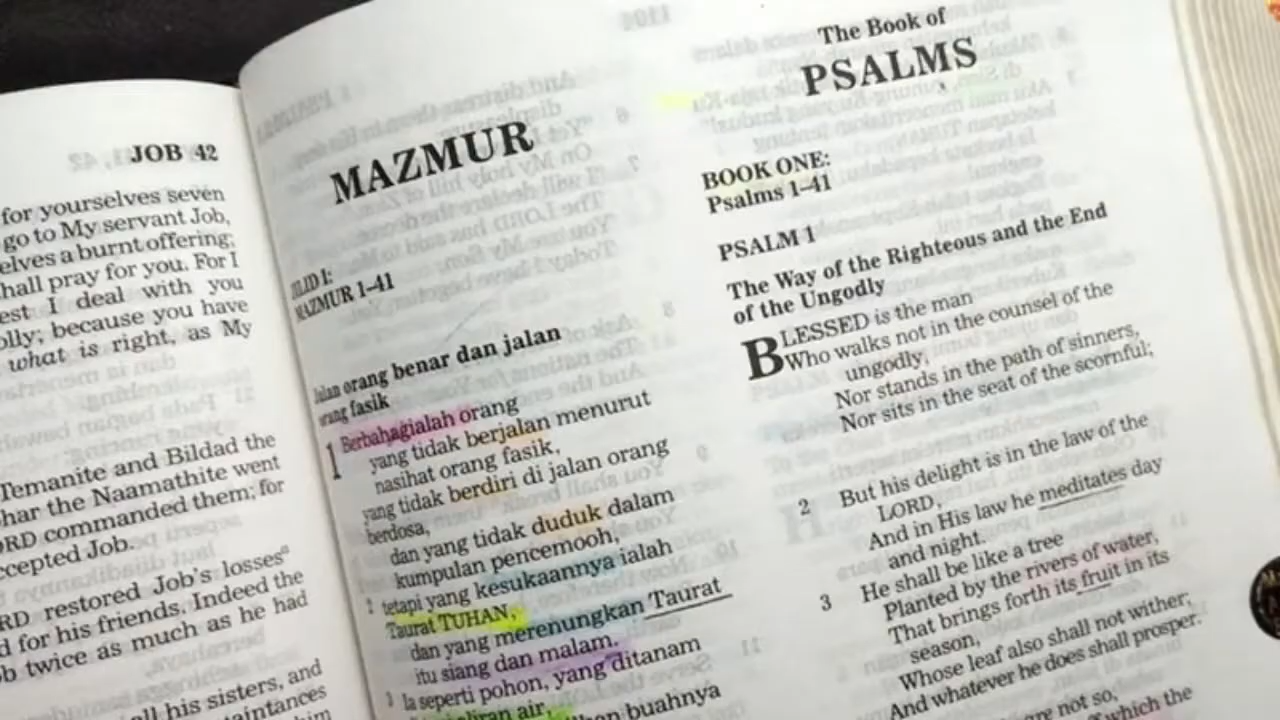 JOB 42
for yourselves seven
go to My servant Job,
elves a burnt offering;
hall pray for you. For I
est I deal with you
olly; because you have
what is right, as My
Temanite and Bildad the
har the Naamathite went
ORD commanded them; for
ccepted Job.
RD restored Job's losses
d for his friends. Indeed the
b twice as much as he had
all his sisters, and
MAZMUR
JILID I:
MAZMUR 1–41
Jalan orang benar dan jalan
orang fasik
1 Berbahagialah orang
yang tidak berjalan menurut
nasihat orang fasik,
yang tidak berdiri di jalan orang
berdosa,
dan yang tidak duduk dalam
kumpulan pencemooh,
2 tetapi yang kesukaannya ialah
Taurat TUHAN,
dan yang merenungkan Taurat
itu siang dan malam.
3 Ia seperti pohon, yang ditanam
aliran air,
buahnya
The Book of
PSALMS
BOOK ONE:
Psalms 1–41
PSALM 1
The Way of the Righteous and the End
of the Ungodly
BLESSED is the man
Who walks not in the counsel of the
ungodly,
Nor stands in the path of sinners,
Nor sits in the seat of the scornful;
2 But his delight is in the law of the
LORD,
And in His law he meditates day
and night.
3 He shall be like a tree
Planted by the rivers of water,
That brings forth its fruit in its
season,
Whose leaf also shall not wither;
And whatever he does shall prosper.
are not so,
which the